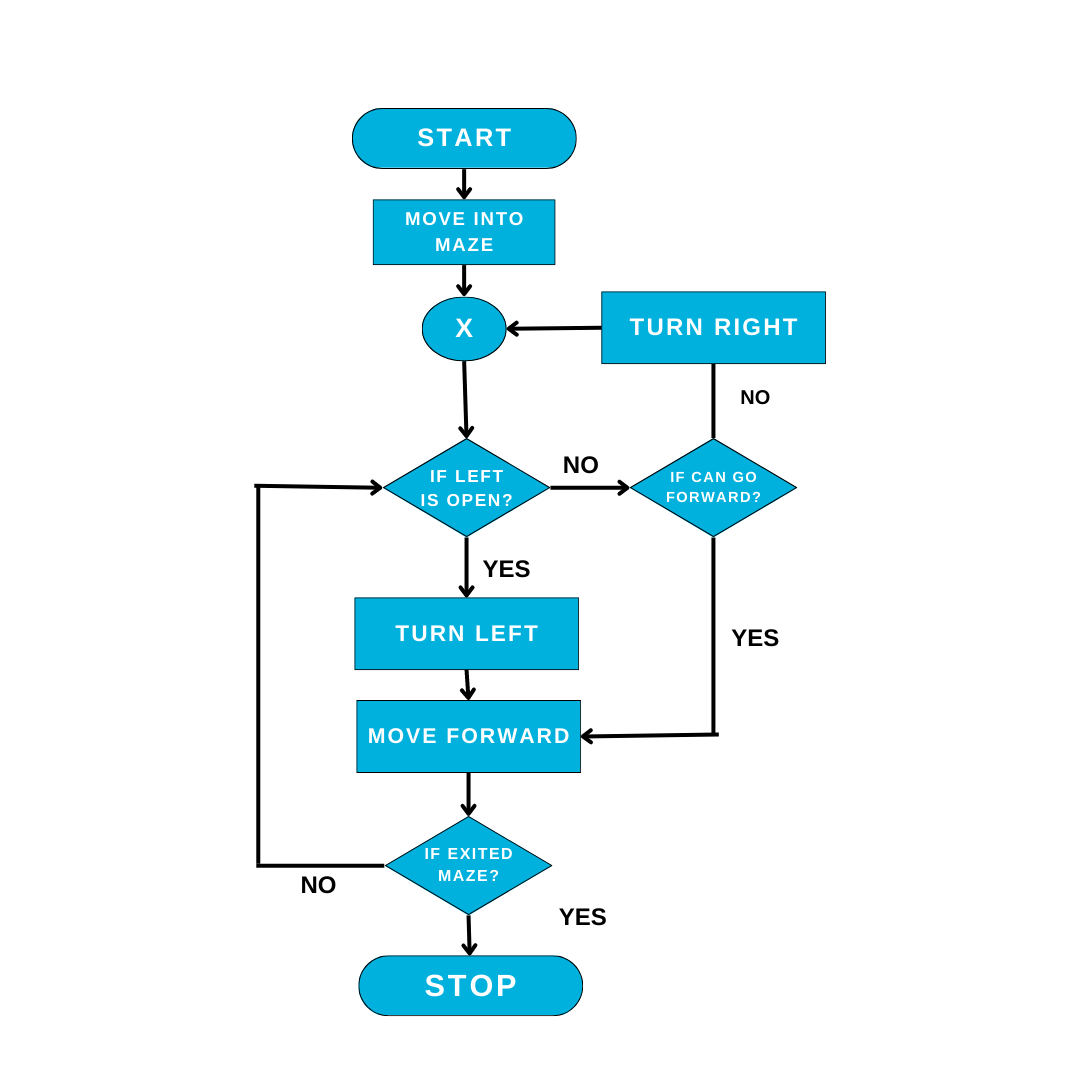 START
MOVE INTO
MAZE
X
TURN RIGHT
NO
IF LEFT
IS OPEN?
NO
IF CAN GO
FORWARD?
YES
TURN LEFT
YES
MOVE FORWARD
IF EXITED
MAZE?
NO
YES
STOP